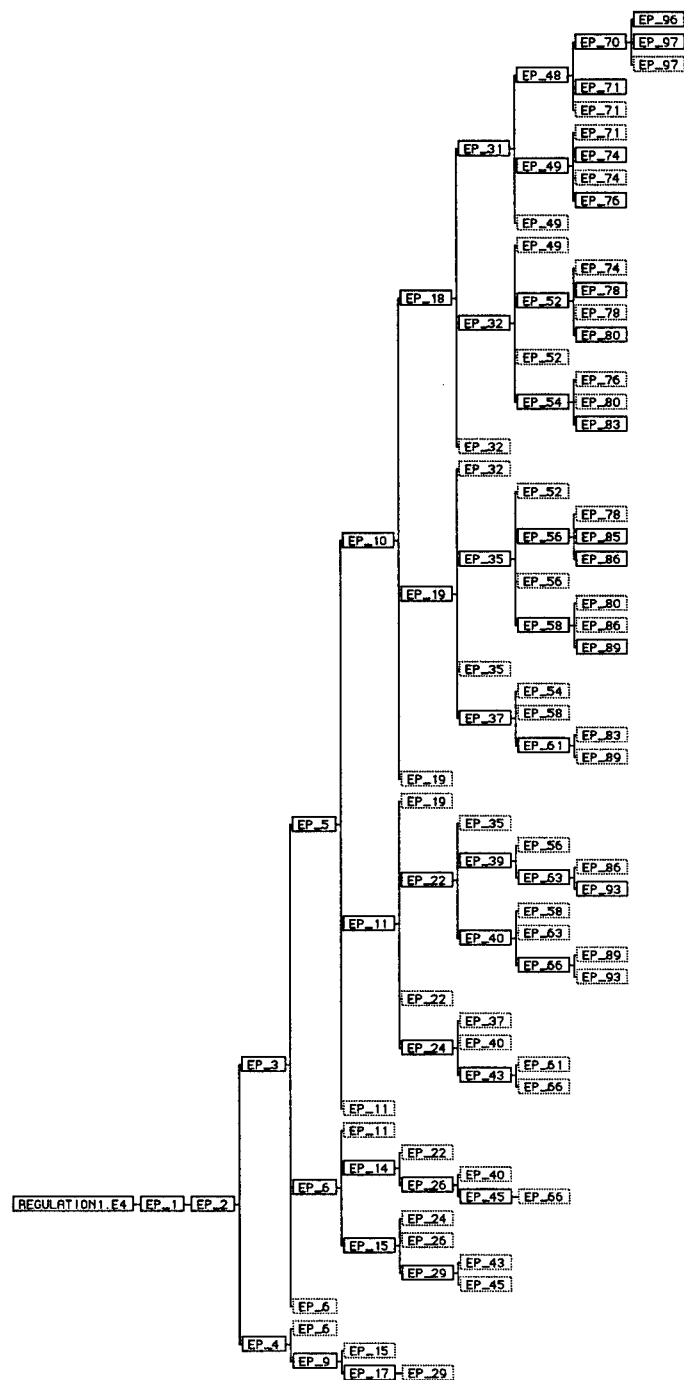 EP_96
EP_70 EP_97
EP_97
EP_48
EP_71
EP_71
EP_71
EP_31 EP_74
EP_49
EP_74
EP_76
EP_49
EP_49
EP_74
EP_78
EP_18 EP_52
EP_78
EP_32
EP_80
EP_52
EP_76
EP_54 EP_80
EP_83
EP_32
EP_32
EP_52
EP_78
EP_10 EP_56 EP_85
EP_35 EP_86
EP_56
EP_19
EP_80
EP_58 EP_86
EP_89
EP_35
EP_54
EP_37 EP_58
EP_83
EP_61
EP_89
EP_19
EP_19
EP_5 EP_35
EP_56
EP_39
EP_86
EP_22 EP_63
EP_93
EP_58
EP_11
EP_63
EP_40
EP_89
EP_66
EP_93
EP_22
EP_37
EP_24 EP_40
EP_3 EP_61
EP_43
EP_66
EP_11
EP_11
EP_22
EP_14
EP_40
EP_6 EP_26
REGULATION1.E4 EP_1 EP_2 EP_45 EP_66
EP_24
EP_15 EP_26
EP_43
EP_29
EP_45
EP_6
EP_6
EP_4
EP_15
EP_9
EP_17 EP_29